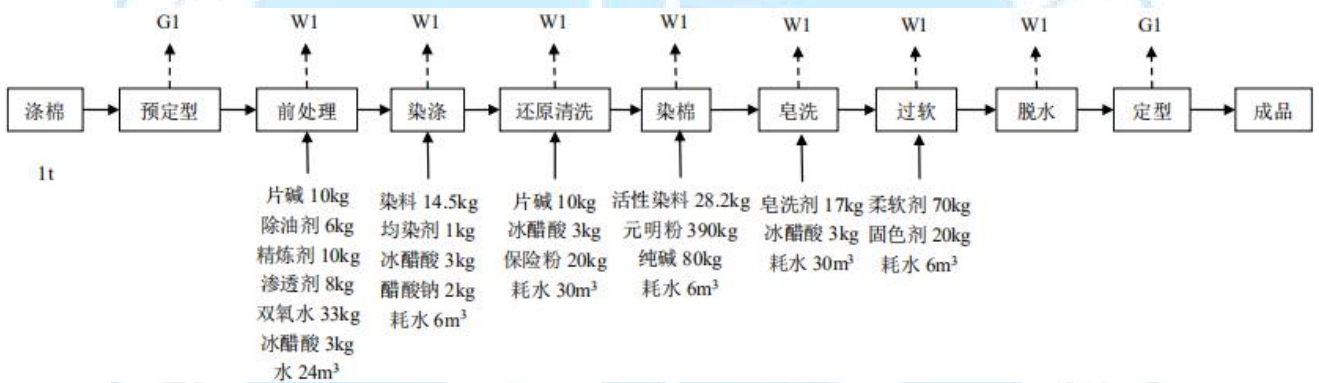 G1 W1 W1 W1 W1 W1 W1 W1 G1
涤棉 预定型 前处理 染涤 还原清洗 染棉 皂洗 过软 脱水 定型 成品
1t
片碱 10kg
除油剂 6kg
精炼剂 10kg
渗透剂 8kg
双氧水 33kg
冰醋酸 3kg
水 24m³
染料 14.5kg
均染剂 1kg
冰醋酸 3kg
醋酸钠 2kg
耗水 6m³
片碱 10kg
冰醋酸 3kg
保险粉 20kg
耗水 30m³
活性染料 28.2kg
元明粉 390kg
纯碱 80kg
耗水 6m³
皂洗剂 17kg
冰醋酸 3kg
耗水 30m³
柔软剂 70kg
固色剂 20kg
耗水 6m³